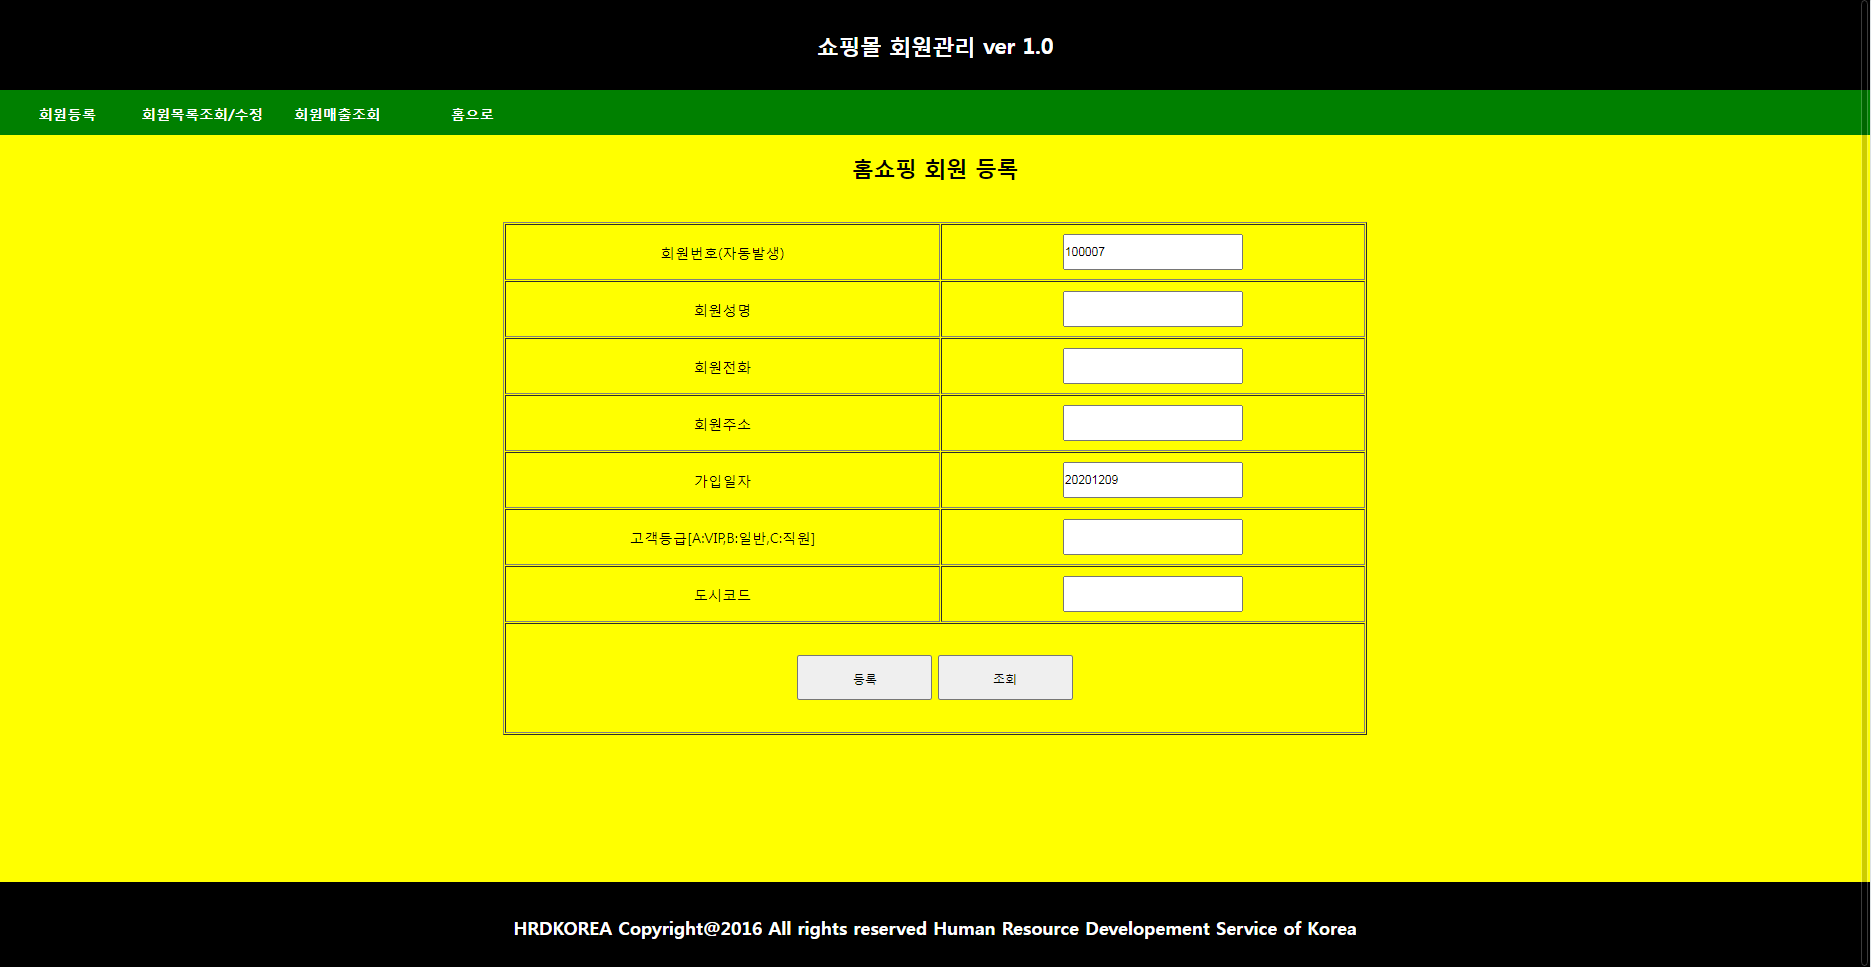 쇼핑몰 회원관리 ver 1.0
회원등록 회원목록조회/수정 회원매출조회 홈으로
홈쇼핑 회원 등록
회원번호(자동발생) 100007
회원성명
회원전화
회원주소
가입일자 20201209
고객등급[A:VIP,B:일반,C:직원]
도시코드
등록 조회
HRDKOREA Copyright@2016 All rights reserved Human Resource Developement Service of Korea